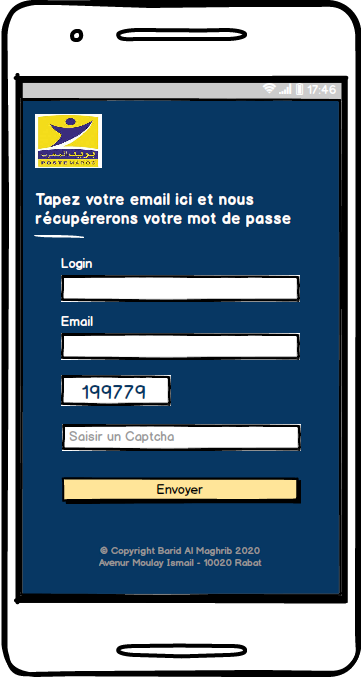 17:46
بريد المغرب
POSTE MAROC
Tapez votre email ici et nous
récupérerons votre mot de passe
Login
Email
199779
Saisir un Captcha
Envoyer
© Copyright Barid Al Maghrib 2020
Avenur Moulay Ismail - 10020 Rabat